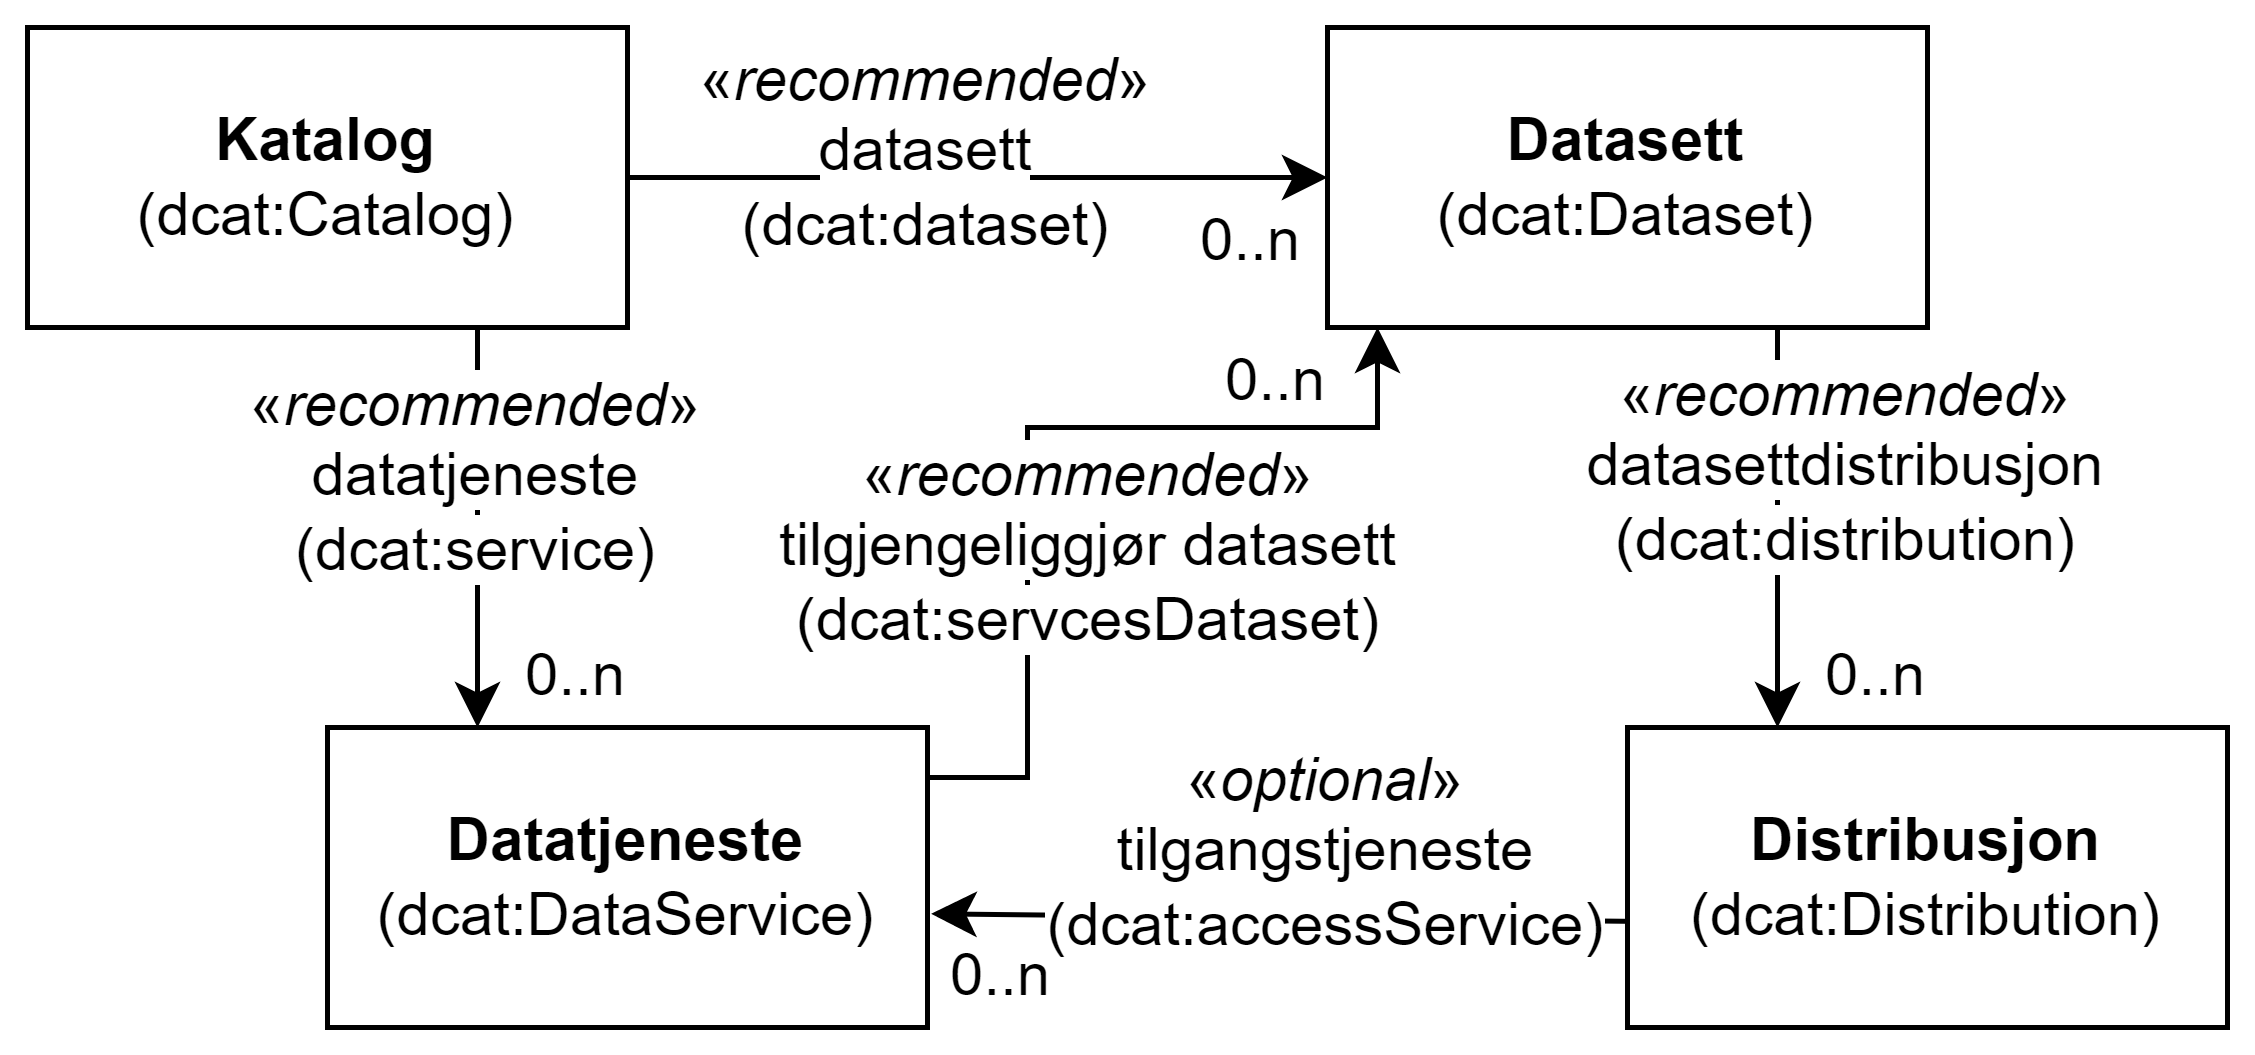 Katalog
(dcat:Catalog)
«recommended»
datasett
(dcat:dataset)
0..n
Datasett
(dcat:Dataset)
«recommended»
datatjeneste
(dcat:service)
0..n
0..n
«recommended»
tilgjengeliggjør datasett
(dcat:servcesDataset)
«recommended»
datasettdistribusjon
(dcat:distribution)
0..n
Datatjeneste
(dcat:DataService)
«optional»
tilgangstjeneste
(dcat:accessService)
0..n
Distribusjon
(dcat:Distribution)